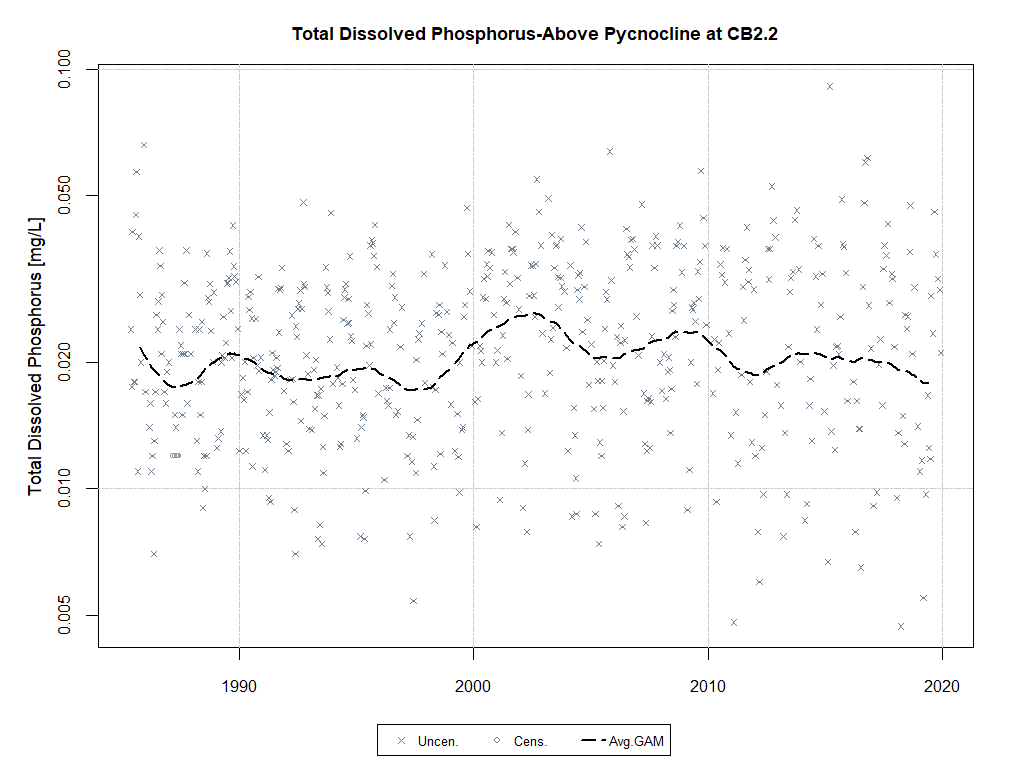 Total Dissolved Phosphorus-Above Pycnocline at CB2.2
Total Dissolved Phosphorus [mg/L]
0.100
0.050
0.020
0.010
0.005
1990 2000 2010 2020
Uncen. Cens. Avg.GAM